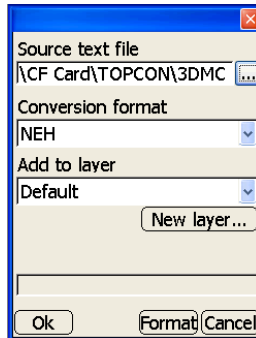 Source text file
\CF Card\TOPCON\3DMC ...
Conversion format
NEH
Add to layer
Default
New layer...
Ok Format Cancel